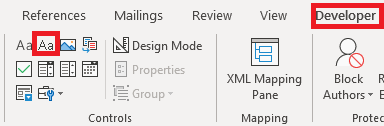 References Mailings Review View Developer
Aa Aa Design Mode
Properties
Group
XML Mapping
Pane
Block
Authors
Controls Mapping